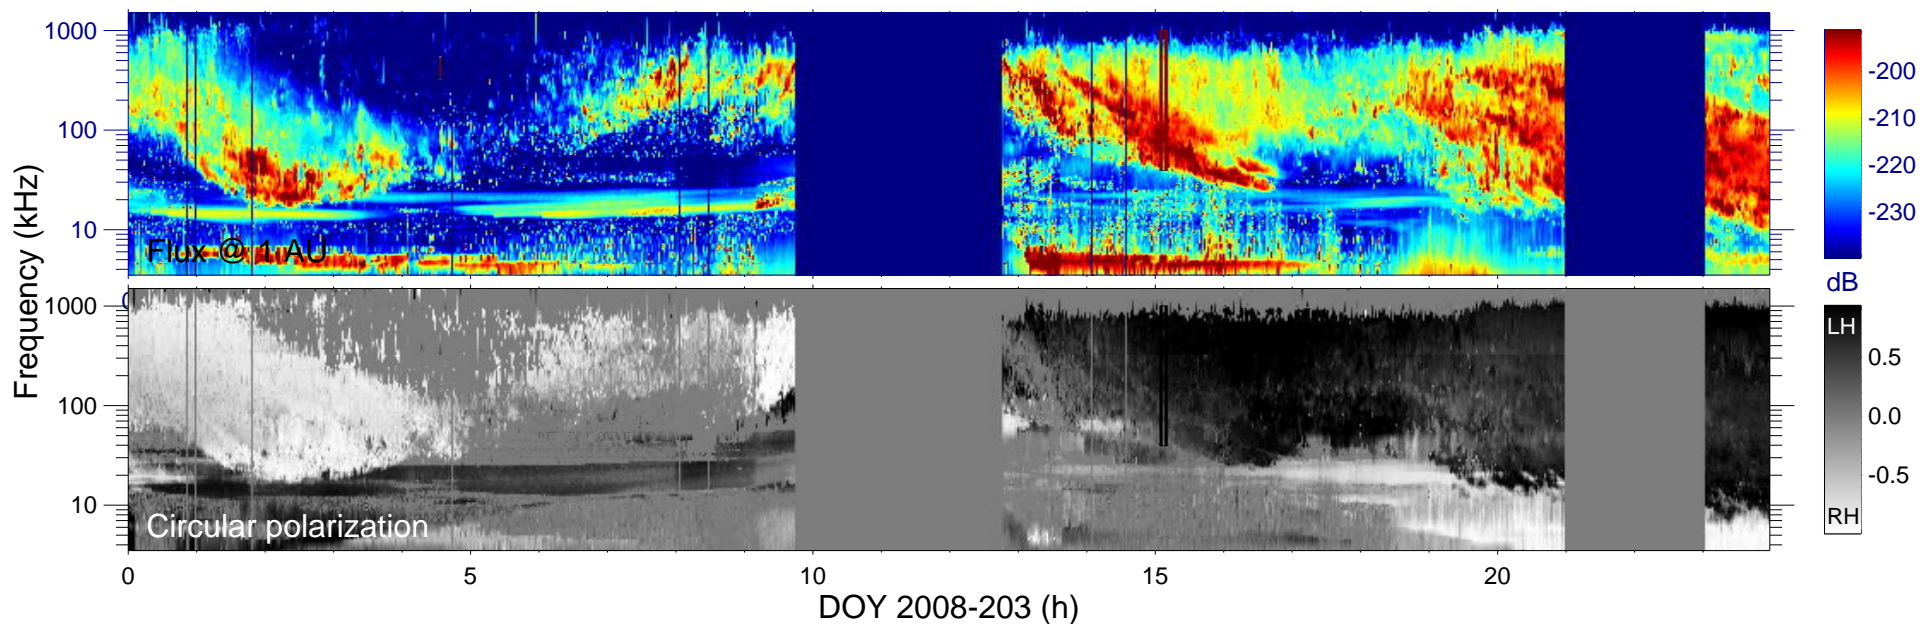 1000
100
10
Flux @ 1 AU
-200
-210
-220
-230
dB
0
Frequency (kHz)
1000
100
10
Circular polarization
LH
0.5
0.0
-0.5
RH
0
5
10
15
20
DOY 2008-203 (h)